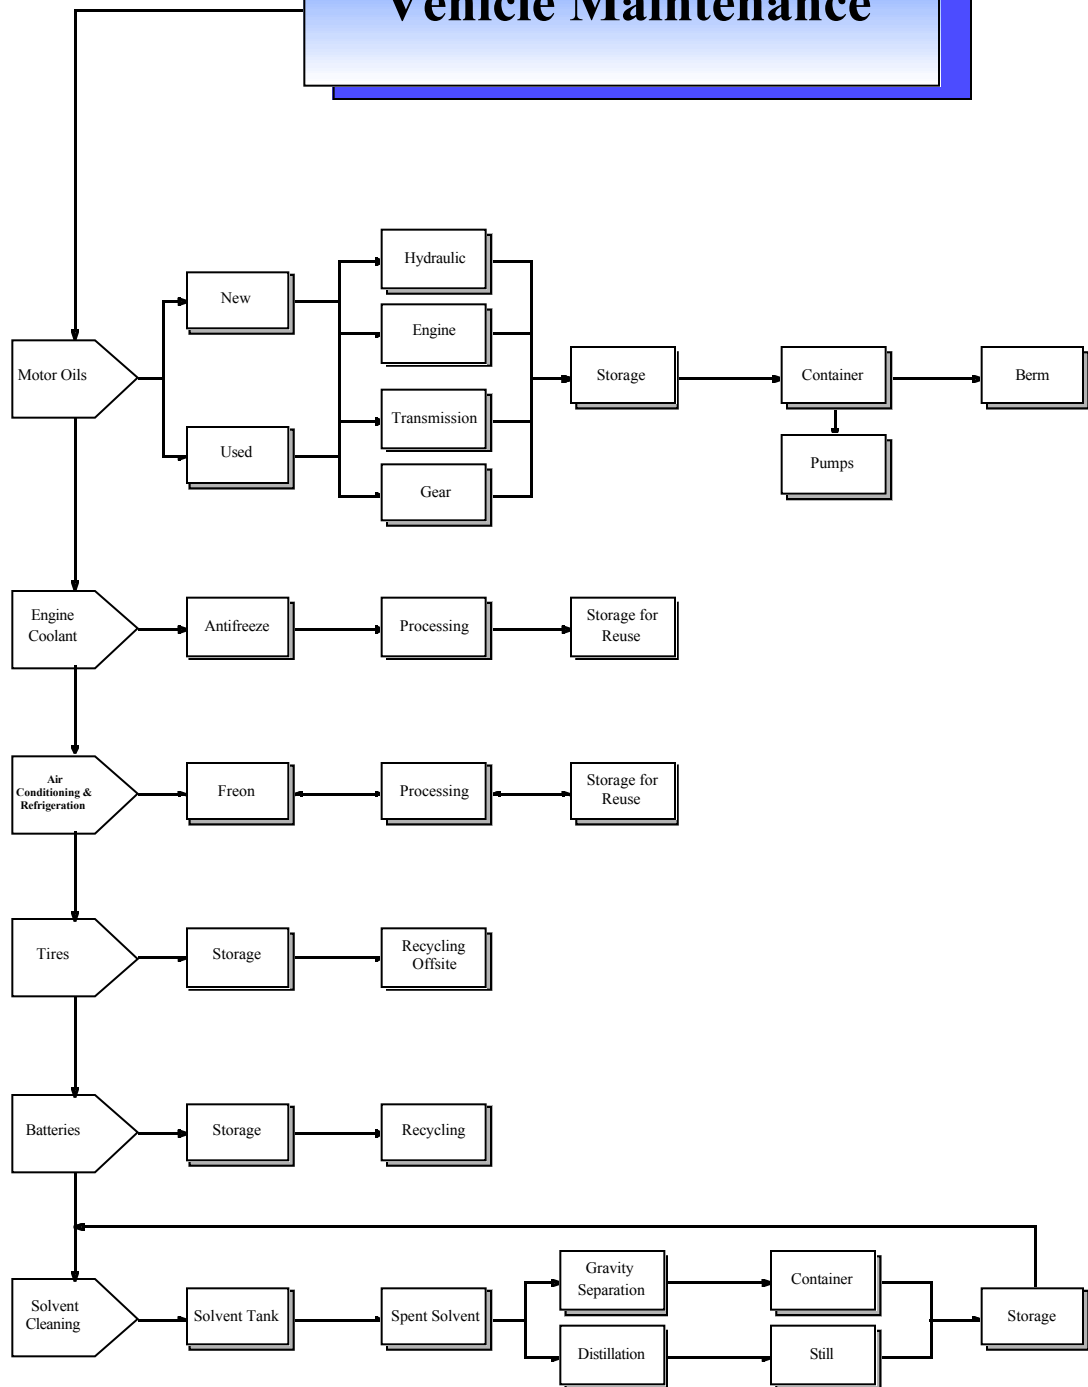 Vehicle Maintenance
Hydraulic
New
Engine
Motor Oils
Storage
Container
Berm
Transmission
Used
Pumps
Gear
Engine
Coolant
Antifreeze
Processing
Storage for
Reuse
Air
Conditioning &
Refrigeration
Freon
Processing
Storage for
Reuse
Tires
Storage
Recycling
Offsite
Batteries
Storage
Recycling
Solvent
Cleaning
Solvent Tank
Spent Solvent
Gravity
Separation
Container
Storage
Distillation
Still